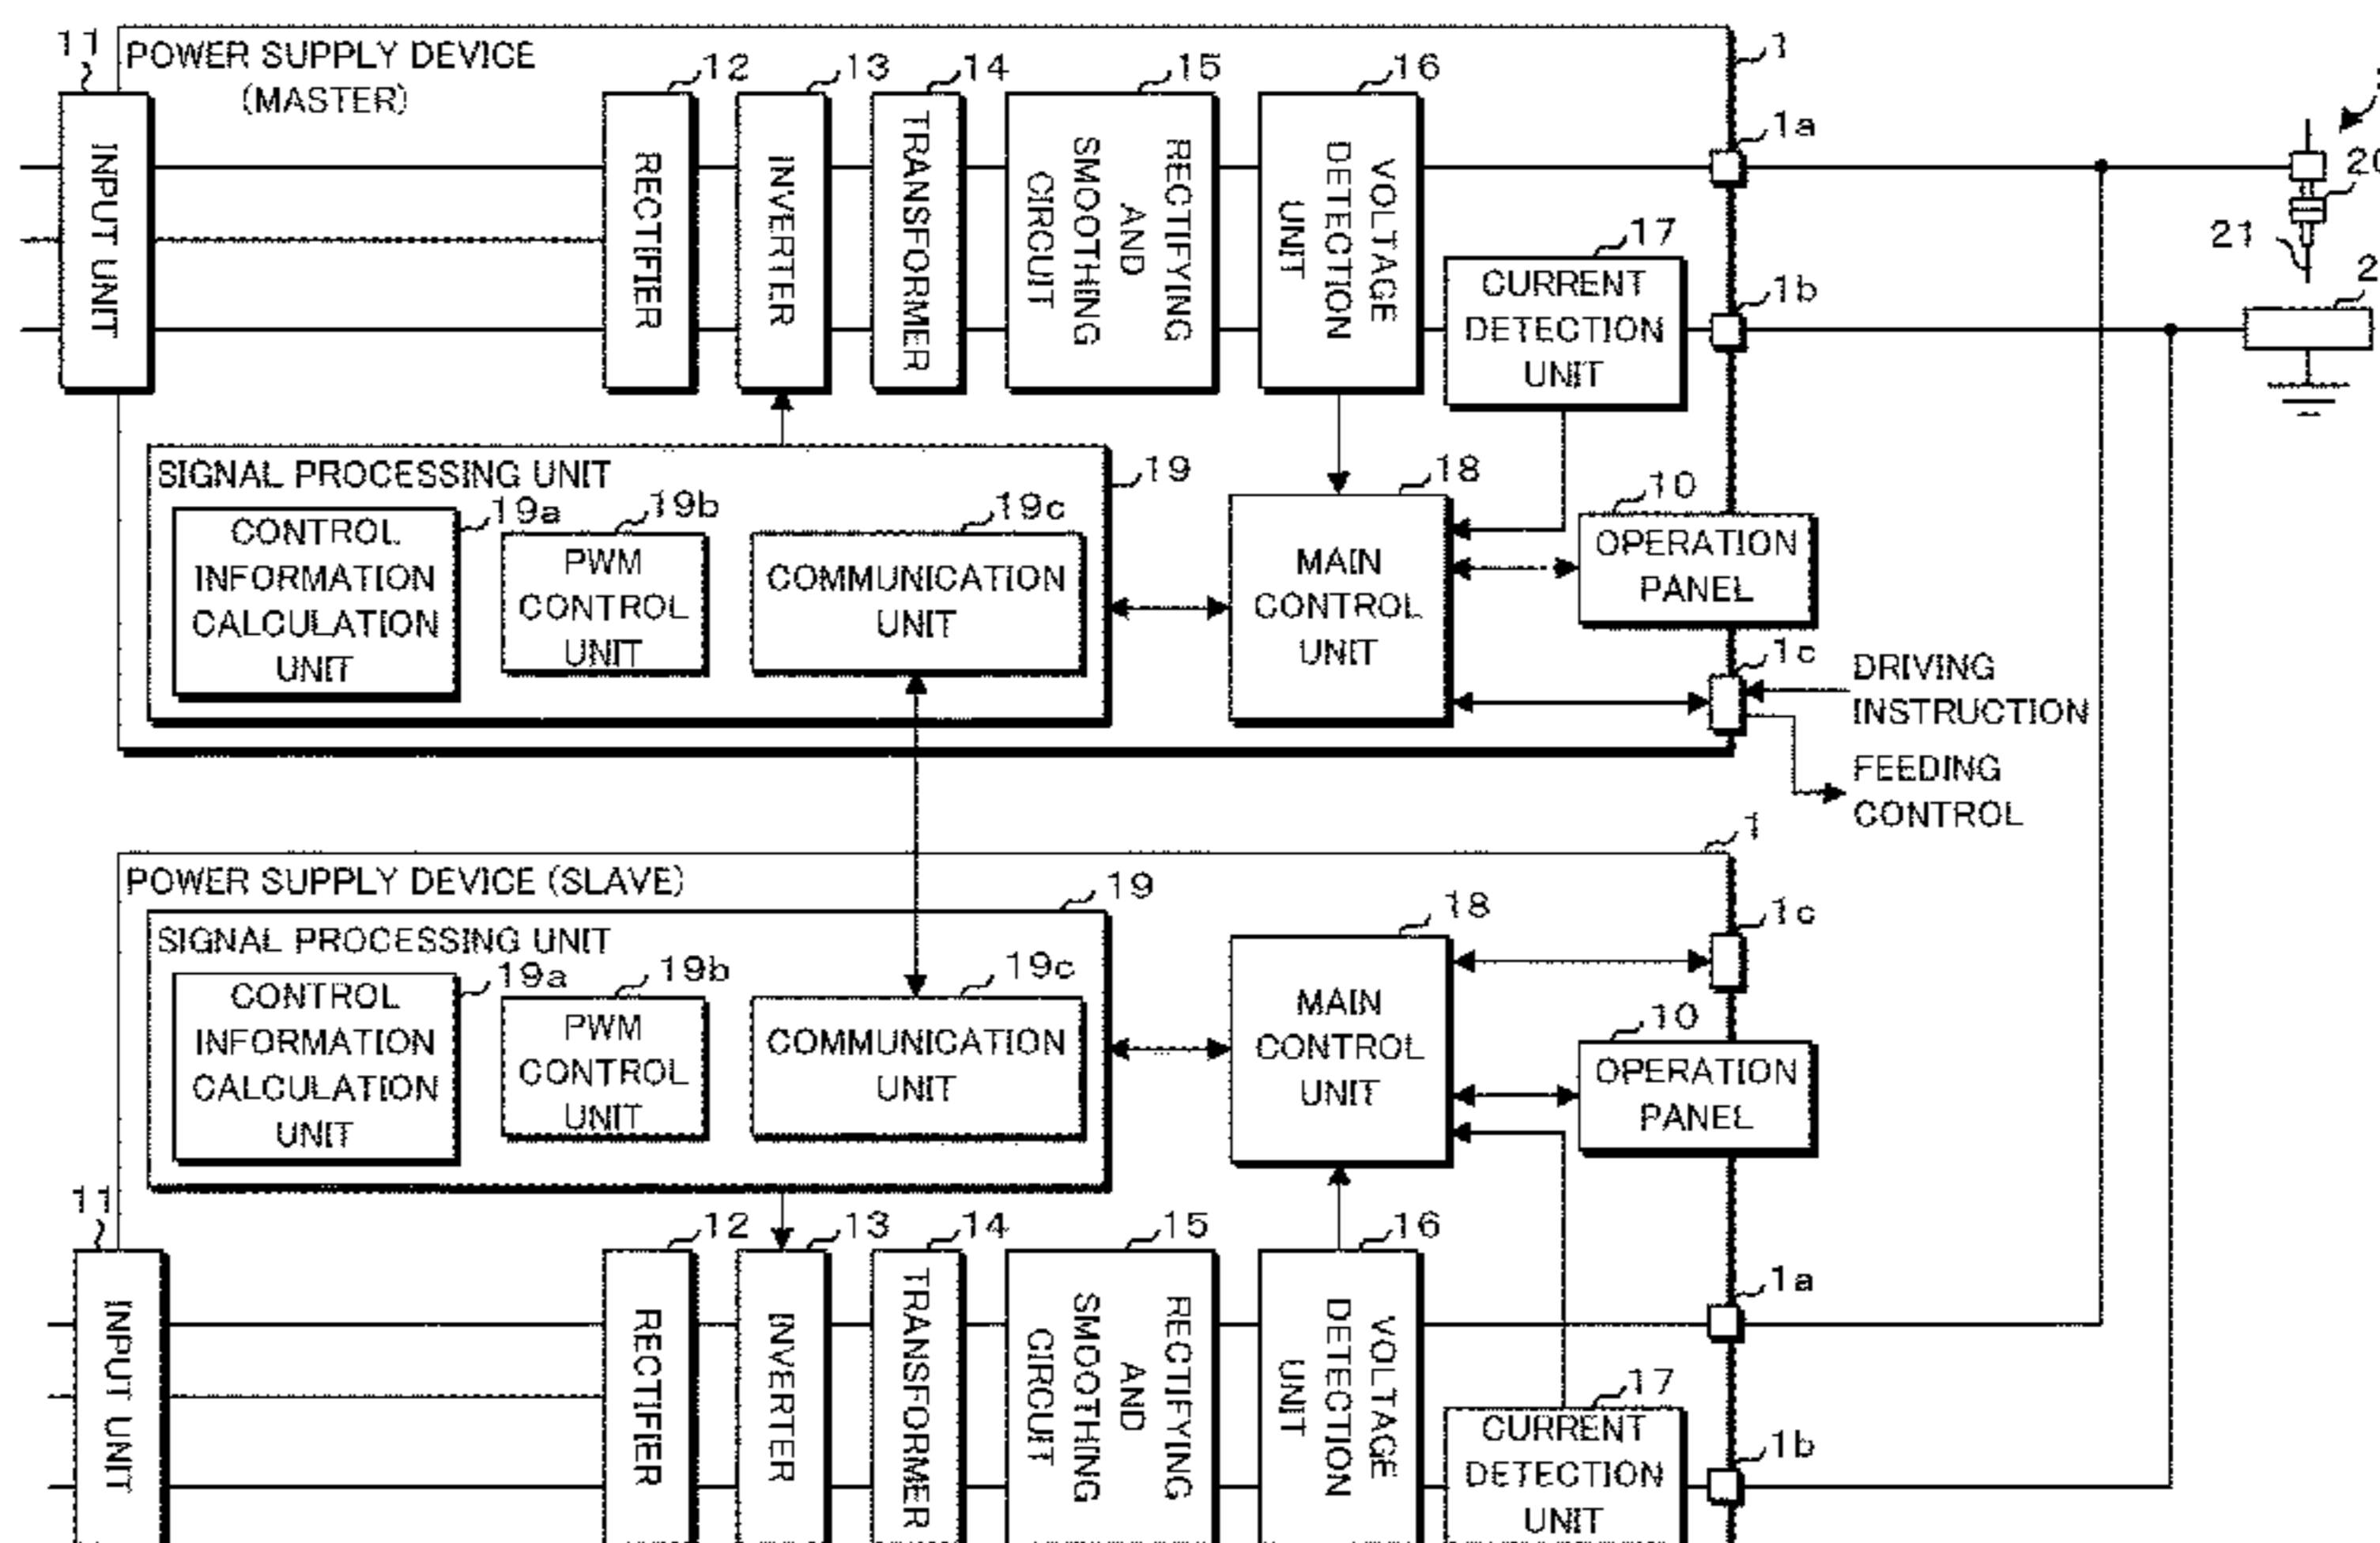 11
POWER SUPPLY DEVICE
(MASTER)
12
13
14
15
16
1
1a
INPUT UNIT
RECTIFIER
INVERTER
TRANSFORMER
RECTIFYING
AND
SMOOTHING
CIRCUIT
VOLTAGE
DETECTION
UNIT
17
CURRENT
DETECTION
UNIT
1b
20
21
2
SIGNAL PROCESSING UNIT
19
19a
CONTROL
INFORMATION
CALCULATION
UNIT
19b
PWM
CONTROL
UNIT
19c
COMMUNICATION
UNIT
18
MAIN
CONTROL
UNIT
10
OPERATION
PANEL
1c
DRIVING
INSTRUCTION
FEEDING
CONTROL
1
POWER SUPPLY DEVICE (SLAVE)
19
SIGNAL PROCESSING UNIT
19a
CONTROL
INFORMATION
CALCULATION
UNIT
19b
PWM
CONTROL
UNIT
19c
COMMUNICATION
UNIT
18
MAIN
CONTROL
UNIT
1c
10
OPERATION
PANEL
11
12
13
14
15
16
1a
INPUT UNIT
RECTIFIER
INVERTER
TRANSFORMER
RECTIFYING
AND
SMOOTHING
CIRCUIT
VOLTAGE
DETECTION
UNIT
17
CURRENT
DETECTION
UNIT
1b